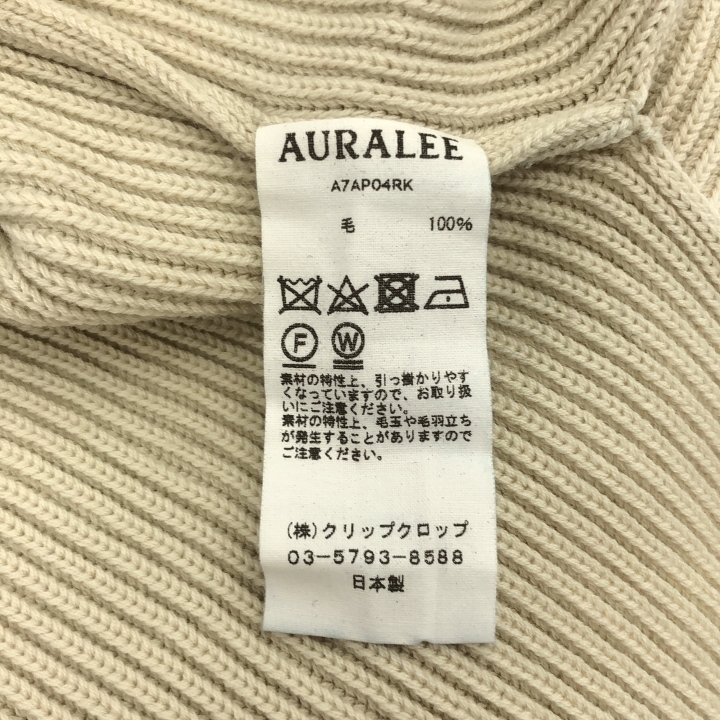 AURALEE
A7AP04RK
毛 100%
F W
素材の特性上、引っ掛かりやす
くなっていますので、お取り扱
いにご注意ください。
素材の特性上、毛玉や毛羽立ち
が発生することがありますので
ご注意ください。
(株)クリップクロップ
03-5793-8588
日本製